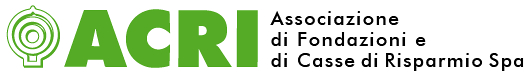 ACRI
Associazione
di Fondazioni e
di Casse di Risparmio Spa